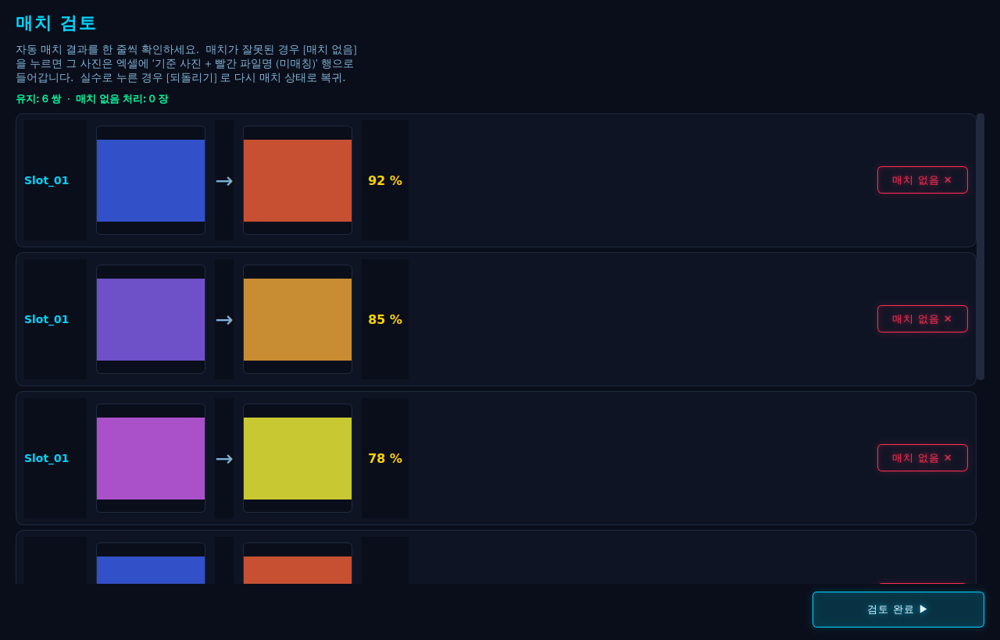 매치 검토
자동 매치 결과를 한 줄씩 확인하세요.  매치가 잘못된 경우 [매치 없음]
을 누르면 그 사진은 엑셀에 '기준 사진 + 빨간 파일명 (미매칭)' 행으로
들어갑니다.  실수로 누른 경우 [되돌리기] 로 다시 매치 상태로 복귀.
유지: 6 쌍  ·  매치 없음 처리: 0 장
Slot_01 → 92 % 매치 없음 ✕
Slot_01 → 85 % 매치 없음 ✕
Slot_01 → 78 % 매치 없음 ✕
검토 완료 ▶